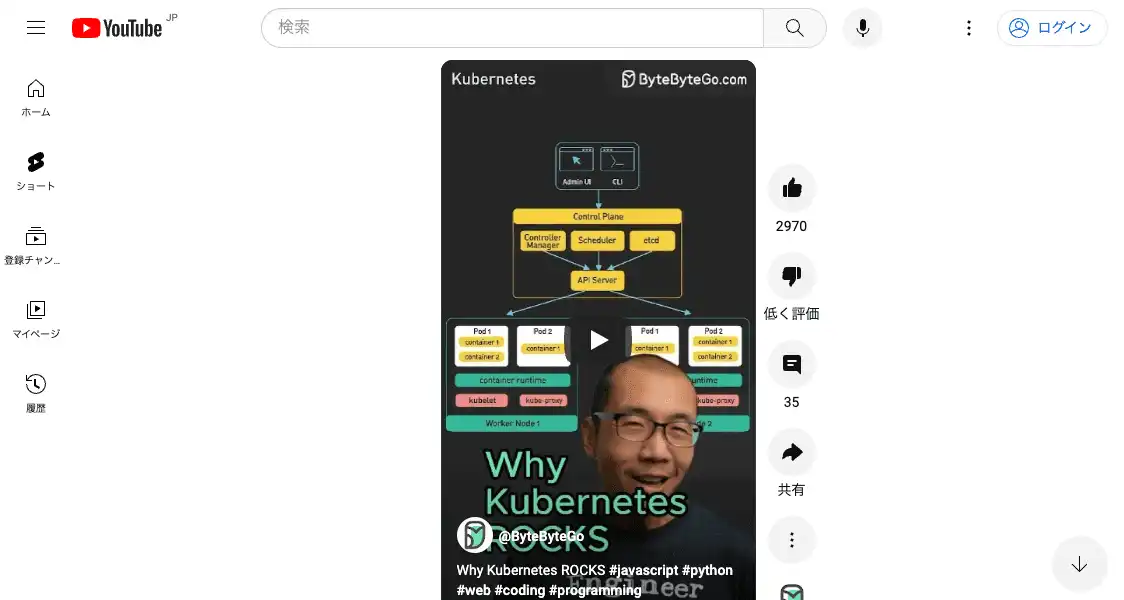 YouTube JP
検索
ログイン
ホーム
ショート
登録チャン...
マイページ
履歴
Kubernetes
ByteByteGo.com
Admin UI
CLI
Control Plane
Controller Manager
Scheduler
etcd
API Server
Pod 1
container 1
container 2
Pod 2
container 1
Pod 1
container 1
Pod 2
container 1
container 2
container runtime
kubelet
kube-proxy
kube-proxy
Worker Node 1
Why
Kubernetes
ROCKS
@ByteByteGo
Why Kubernetes ROCKS #javascript #python
#web #coding #programming
Engineer
2970
低く評価
35
共有